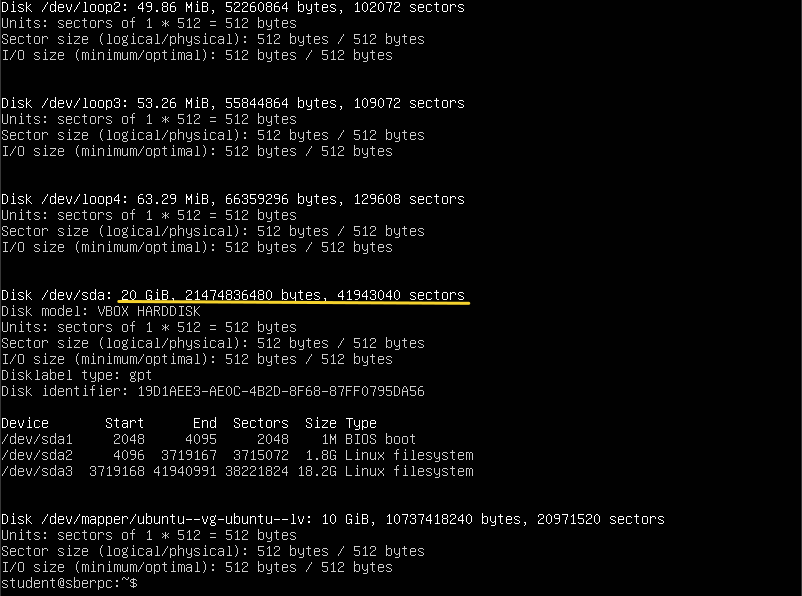 Disk /dev/loop2: 49.86 MiB, 52260864 bytes, 102072 sectors
Units: sectors of 1 * 512 = 512 bytes
Sector size (logical/physical): 512 bytes / 512 bytes
I/O size (minimum/optimal): 512 bytes / 512 bytes
Disk /dev/loop3: 53.26 MiB, 55844864 bytes, 109072 sectors
Units: sectors of 1 * 512 = 512 bytes
Sector size (logical/physical): 512 bytes / 512 bytes
I/O size (minimum/optimal): 512 bytes / 512 bytes
Disk /dev/loop4: 63.29 MiB, 66359296 bytes, 129608 sectors
Units: sectors of 1 * 512 = 512 bytes
Sector size (logical/physical): 512 bytes / 512 bytes
I/O size (minimum/optimal): 512 bytes / 512 bytes
Disk /dev/sda: 20 GiB, 21474836480 bytes, 41943040 sectors
Disk model: VBOX HARDDISK
Units: sectors of 1 * 512 = 512 bytes
Sector size (logical/physical): 512 bytes / 512 bytes
I/O size (minimum/optimal): 512 bytes / 512 bytes
Disklabel type: gpt
Disk identifier: 19D1AEE3-AE0C-4B2D-8F68-87FF0795DA56
Device Start End Sectors Size Type
/dev/sda1 2048 4095 2048 1M BIOS boot
/dev/sda2 4096 3719167 3715072 1.8G Linux filesystem
/dev/sda3 3719168 41940991 38221824 18.2G Linux filesystem
Disk /dev/mapper/ubuntu--vg-ubuntu--lv: 10 GiB, 10737418240 bytes, 20971520 sectors
Units: sectors of 1 * 512 = 512 bytes
Sector size (logical/physical): 512 bytes / 512 bytes
I/O size (minimum/optimal): 512 bytes / 512 bytes
student@sberpc:~$